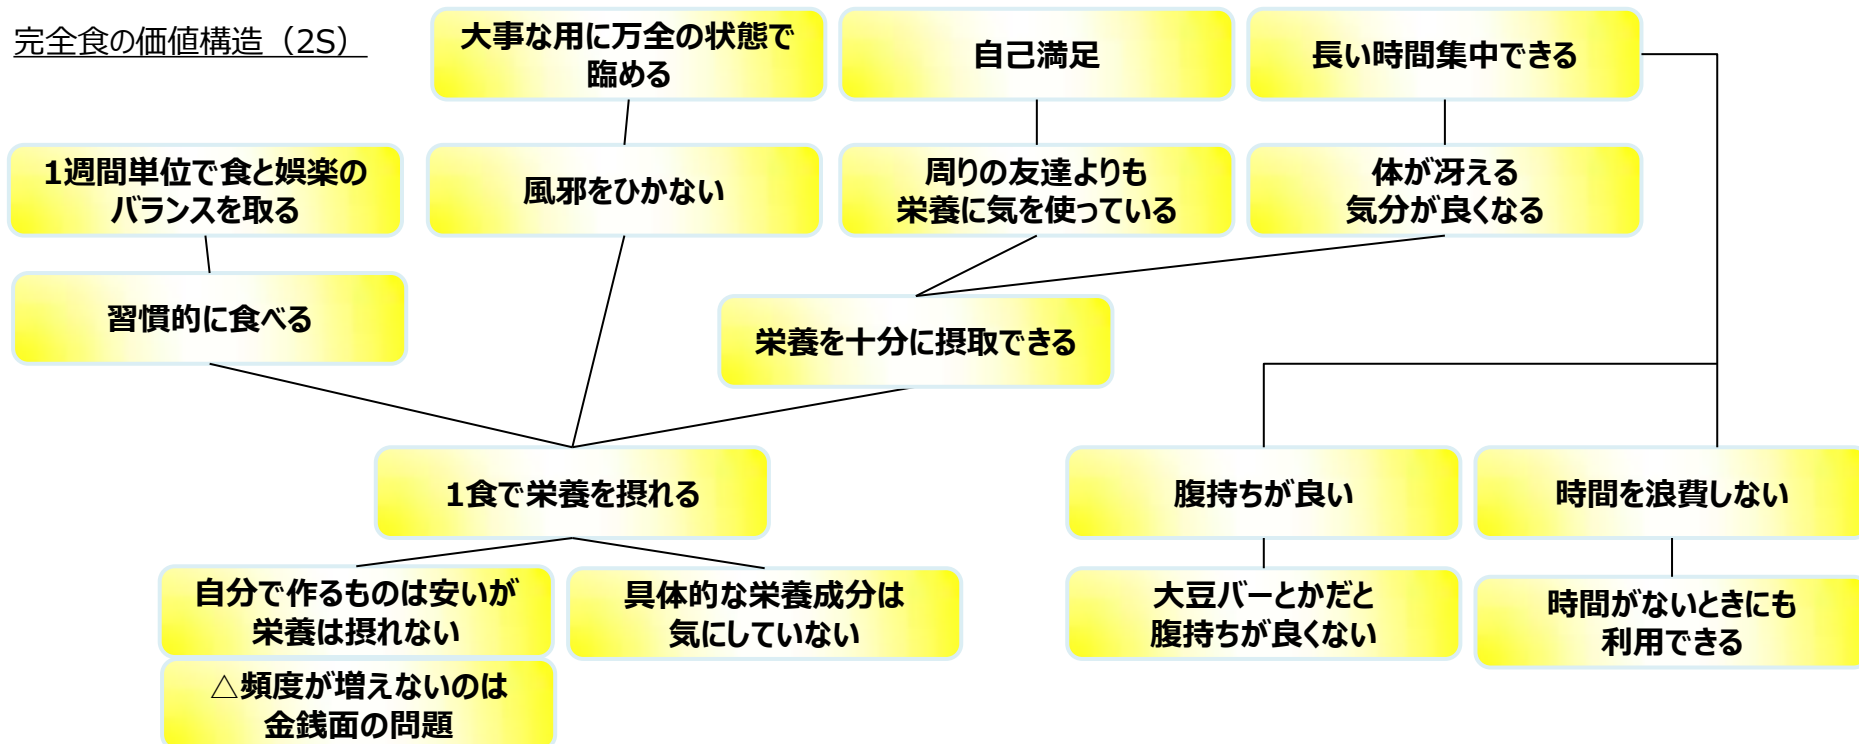 完全食の価値構造（2S）
大事な用に万全の状態で
臨める
自己満足
長い時間集中できる
1週間単位で食と娯楽の
バランスを取る
風邪をひかない
周りの友達よりも
栄養に気を使っている
体が冴える
気分が良くなる
習慣的に食べる
栄養を十分に摂取できる
1食で栄養を摂れる
腹持ちが良い
時間を浪費しない
自分で作るものは安いが
栄養は摂れない
具体的な栄養成分は
気にしていない
大豆バーとかだと
腹持ちが良くない
時間がないときにも
利用できる
△頻度が増えないのは
金銭面の問題